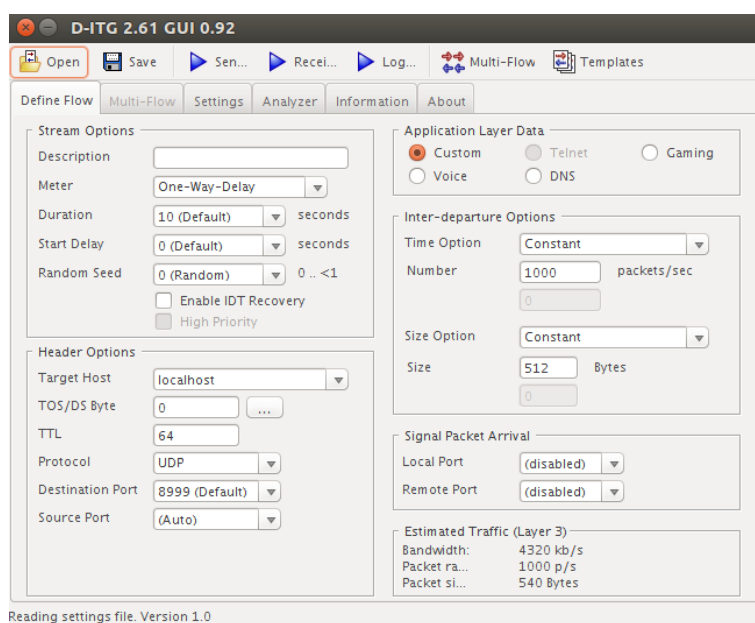 D-ITG 2.61 GUI 0.92
Open Save Sen... Recei... Log... Multi-Flow Templates
Define Flow Multi-Flow Settings Analyzer Information About
Stream Options
Description
Meter One-Way-Delay
Duration 10 (Default) seconds
Start Delay 0 (Default) seconds
Random Seed 0 (Random) 0 .. <1
Enable IDT Recovery
High Priority
Header Options
Target Host localhost
TOS/DS Byte 0 ...
TTL 64
Protocol UDP
Destination Port 8999 (Default)
Source Port (Auto)
Application Layer Data
Custom Telnet Gaming
Voice DNS
Inter-departure Options
Time Option Constant
Number 1000 packets/sec
0
Size Option Constant
Size 512 Bytes
0
Signal Packet Arrival
Local Port (disabled)
Remote Port (disabled)
Estimated Traffic (Layer 3)
Bandwidth: 4320 kb/s
Packet ra... 1000 p/s
Packet si... 540 Bytes
Reading settings file. Version 1.0